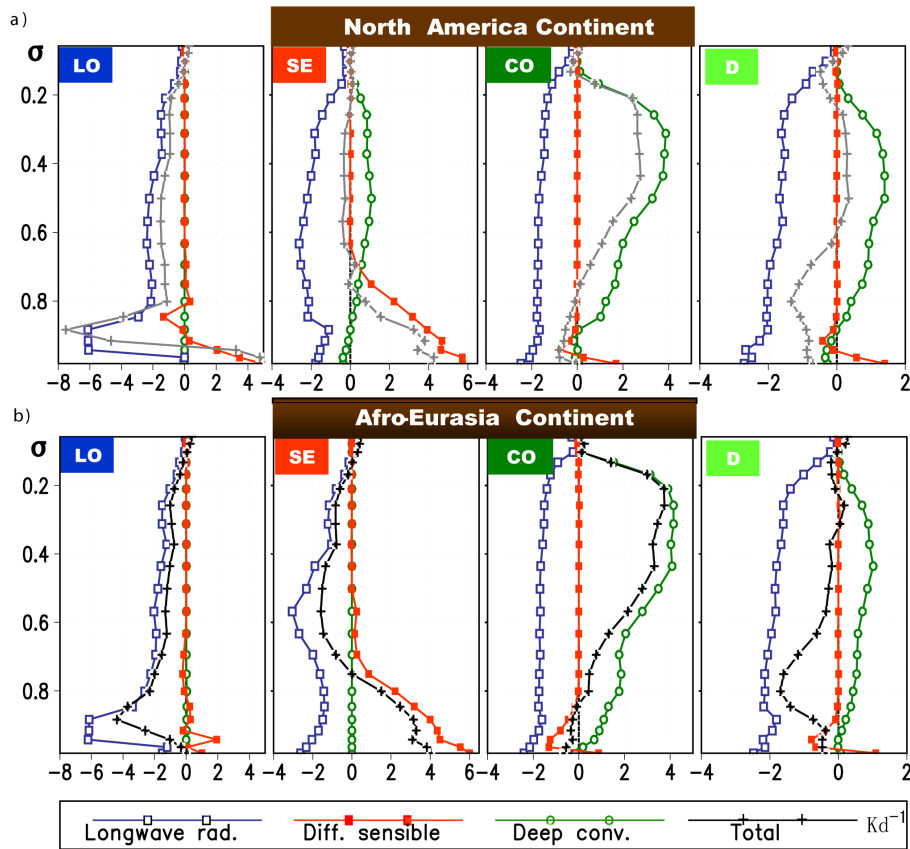 a)
North America Continent
σ
LO
SE
CO
D
0.2
0.4
0.6
0.8
-8 -6 -4 -2 0 2 4
-4 -2 0 2 4 6
-4 -2 0 2 4
-4 -2 0 2
b)
Afro-Eurasia Continent
σ
LO
SE
CO
D
0.2
0.4
0.6
0.8
-8 -6 -4 -2 0 2 4
-4 -2 0 2 4 6
-4 -2 0 2 4
-4 -2 0 2
Longwave rad.
Diff. sensible
Deep conv.
Total
Kd⁻¹